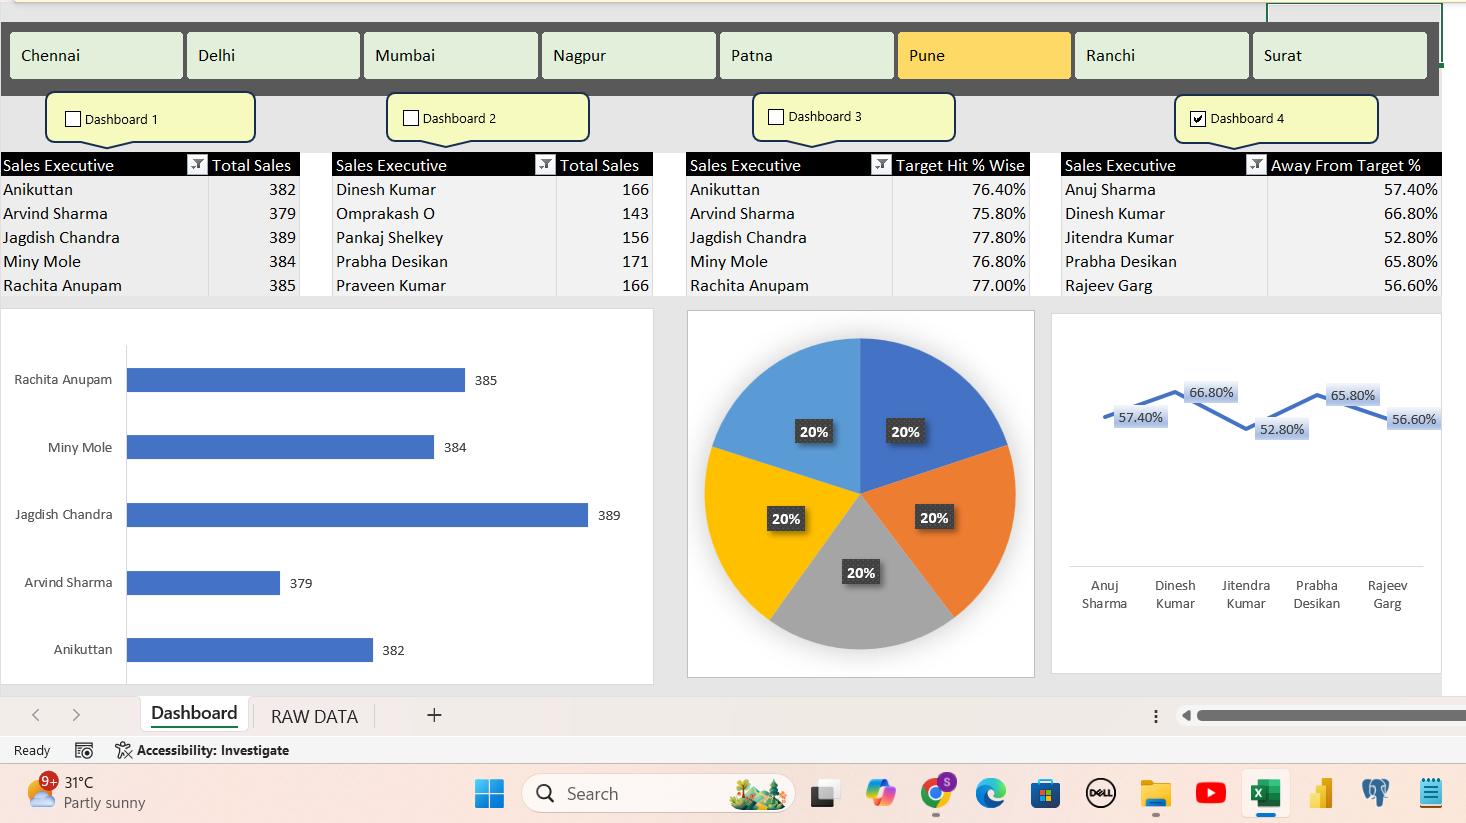 Chennai Delhi Mumbai Nagpur Patna Pune Ranchi Surat
Dashboard 1 Dashboard 2 Dashboard 3 Dashboard 4
Sales Executive Total Sales
Anikuttan 382
Arvind Sharma 379
Jagdish Chandra 389
Miny Mole 384
Rachita Anupam 385
Sales Executive Total Sales
Dinesh Kumar 166
Omprakash O 143
Pankaj Shelkey 156
Prabha Desikan 171
Praveen Kumar 166
Sales Executive Target Hit % Wise
Anikuttan 76.40%
Arvind Sharma 75.80%
Jagdish Chandra 77.80%
Miny Mole 76.80%
Rachita Anupam 77.00%
Sales Executive Away From Target %
Anuj Sharma 57.40%
Dinesh Kumar 66.80%
Jitendra Kumar 52.80%
Prabha Desikan 65.80%
Rajeev Garg 56.60%
Rachita Anupam 385
Miny Mole 384
Jagdish Chandra 389
Arvind Sharma 379
Anikuttan 382
20% 20%
20% 20%
20%
57.40% 66.80% 52.80% 65.80% 56.60%
Anuj Dinesh Jitendra Prabha Rajeev
Sharma Kumar Kumar Desikan Garg
Dashboard RAW DATA
Ready Accessibility: Investigate
9+ 31°C
Partly sunny
Search
S
DELL